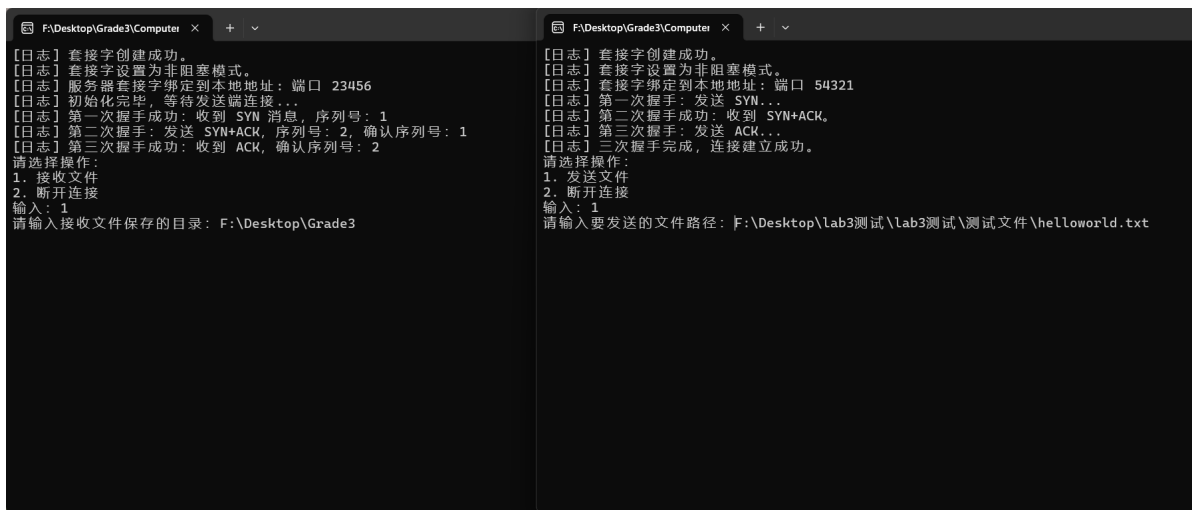 F:\Desktop\Grade3\Computer
[日志] 套接字创建成功。
[日志] 套接字设置为非阻塞模式。
[日志] 服务器套接字绑定到本地地址: 端口 23456
[日志] 初始化完毕, 等待发送端连接...
[日志] 第一次握手成功: 收到 SYN 消息, 序列号: 1
[日志] 第二次握手: 发送 SYN+ACK, 序列号: 2, 确认序列号: 1
[日志] 第三次握手成功: 收到 ACK, 确认序列号: 2
请选择操作:
1. 接收文件
2. 断开连接
输入: 1
请输入接收文件保存的目录: F:\Desktop\Grade3
F:\Desktop\Grade3\Computer
[日志] 套接字创建成功。
[日志] 套接字设置为非阻塞模式。
[日志] 套接字绑定到本地地址: 端口 54321
[日志] 第一次握手: 发送 SYN...
[日志] 第二次握手成功: 收到 SYN+ACK。
[日志] 第三次握手: 发送 ACK...
[日志] 三次握手完成, 连接建立成功。
请选择操作:
1. 发送文件
2. 断开连接
输入: 1
请输入要发送的文件路径: F:\Desktop\lab3测试\lab3测试\测试文件\helloworld.txt